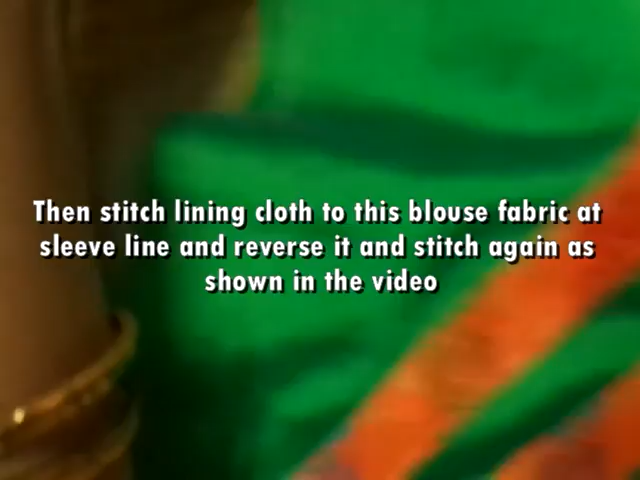 Then stitch lining cloth to this blouse fabric at
sleeve line and reverse it and stitch again as
shown in the video